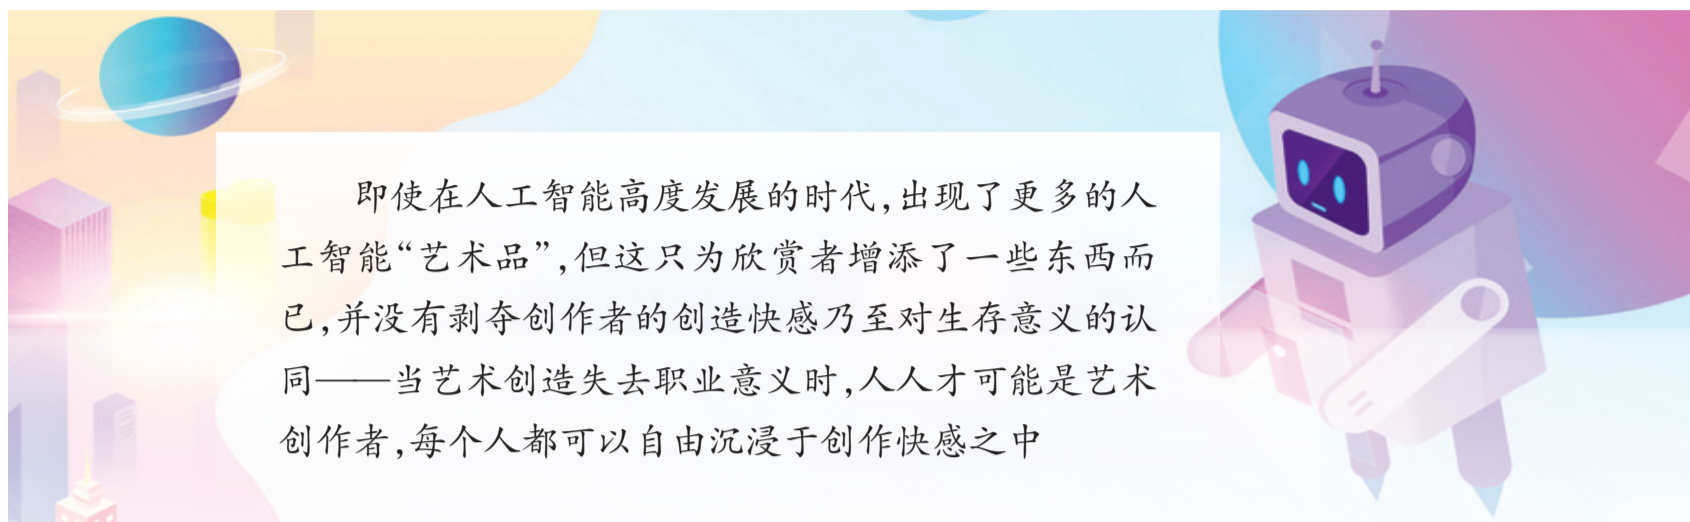 即使在人工智能高度发展的时代,出现了更多的人
工智能“艺术品”,但这只为欣赏者增添了一些东西而
已,并没有剥夺创作者的创造快感乃至对生存意义的认
同——当艺术创造失去职业意义时,人人才可能是艺术
创作者,每个人都可以自由沉浸于创作快感之中